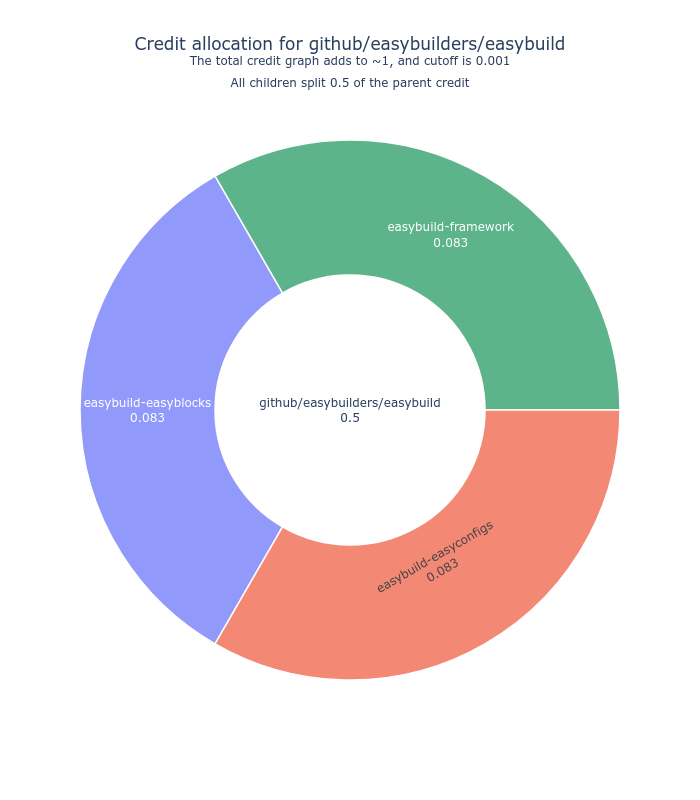 Credit allocation for github/easybuilders/easybuild
The total credit graph adds to ~1, and cutoff is 0.001
All children split 0.5 of the parent credit
easybuild-framework
0.083
easybuild-easyblocks
0.083
github/easybuilders/easybuild
0.5
easybuild-easyconfigs
0.083